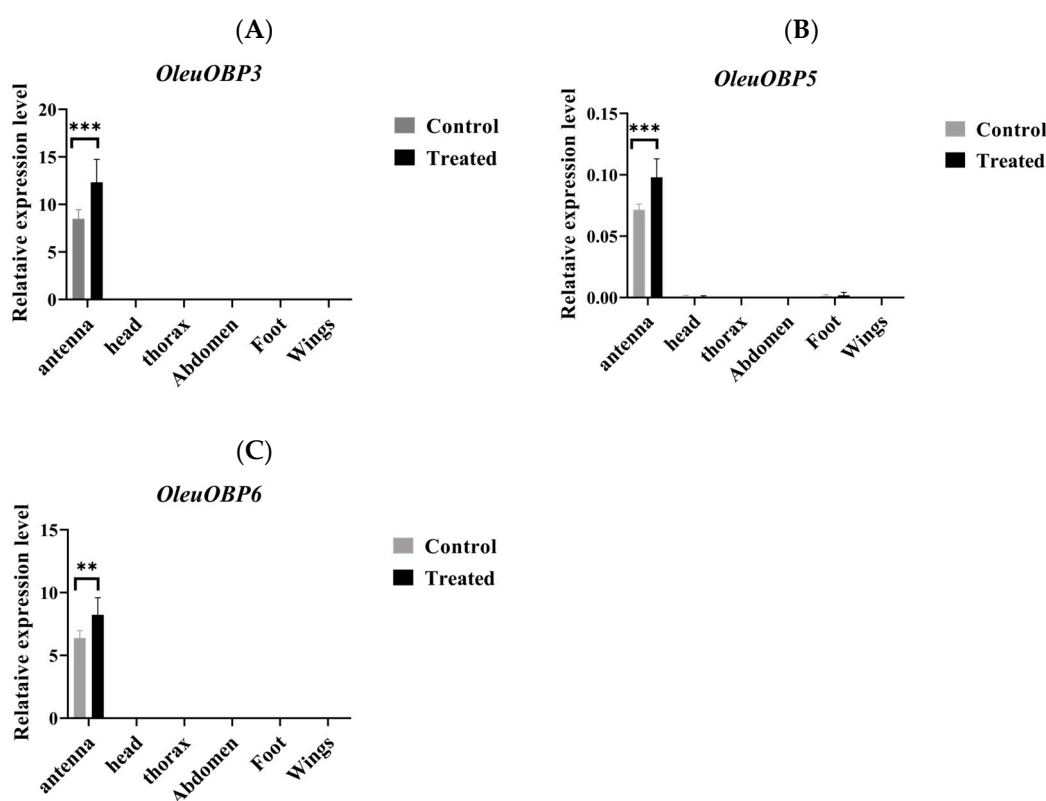 (A)
OleuOBP3
Relataive expression level
20
15
10
5
0
***
Control
Treated
antenna
head
thorax
Abdomen
Foot
Wings
(B)
OleuOBP5
Relataive expression level
0.15
0.10
0.05
0.00
***
Control
Treated
antenna
head
thorax
Abdomen
Foot
Wings
(C)
OleuOBP6
Relataive expression level
15
10
5
0
**
Control
Treated
antenna
head
thorax
Abdomen
Foot
Wings